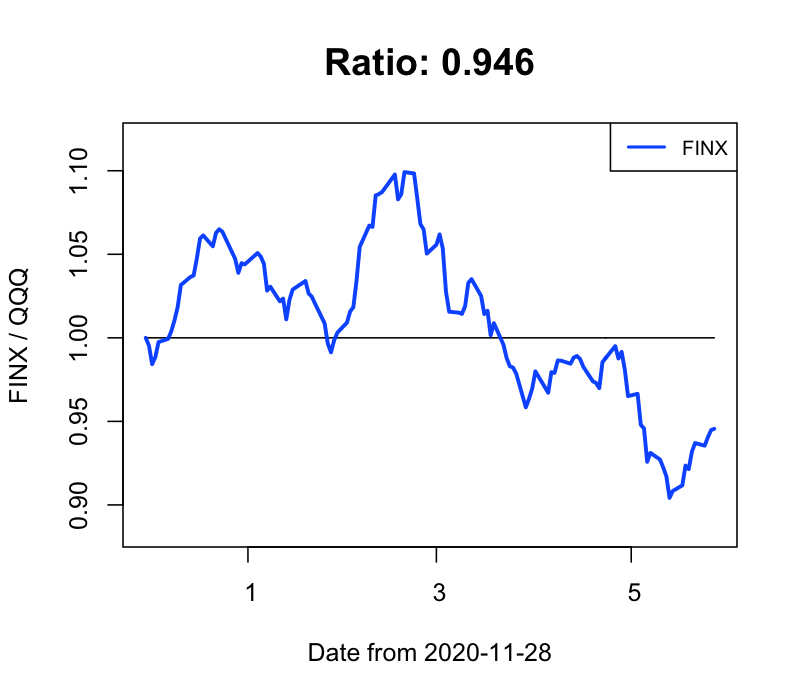 Ratio: 0.946
FINX
FINX / QQQ
1.10
1.05
1.00
0.95
0.90
1 3 5
Date from 2020-11-28